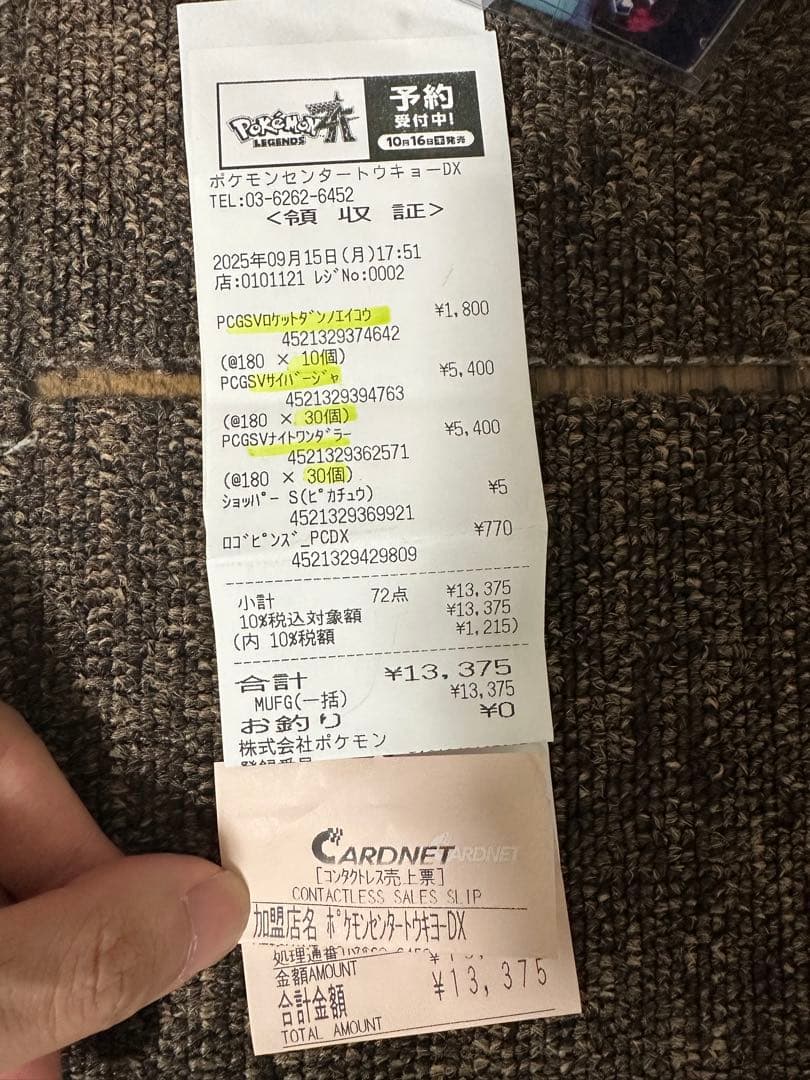 POKÉMON
LEGENDS
予約
受付中!
10月16日発売
ポケモンセンタートウキョーDX
TEL:03-6262-6452
<領 収 証>
2025年09月15日(月)17:51
店:0101121 レジNo:0002
PCGSVロケットダンノエイコウ ¥1,800
4521329374642
(@180 × 10個)
PCGSVサイバージャ ¥5,400
4521329394763
(@180 × 30個)
PCGSVナイトワンダラー ¥5,400
4521329362571
(@180 × 30個)
ショッパー S(ピカチュウ) ¥5
4521329369921
ロゴピンズ_PCDX ¥770
4521329429809
小計 72点 ¥13,375
10%税込対象額 ¥13,375
(内 10%税額 ¥1,215)
合計 ¥13,375
MUFG(一括) ¥13,375
お釣り ¥0
株式会社ポケモン
登録番号
CARDNET
[コンタクトレス売上票]
CONTACTLESS SALES SLIP
加盟店名 ポケモンセンタートウキョーDX
処理通番
金額AMOUNT
合計金額 ¥13,375
TOTAL AMOUNT